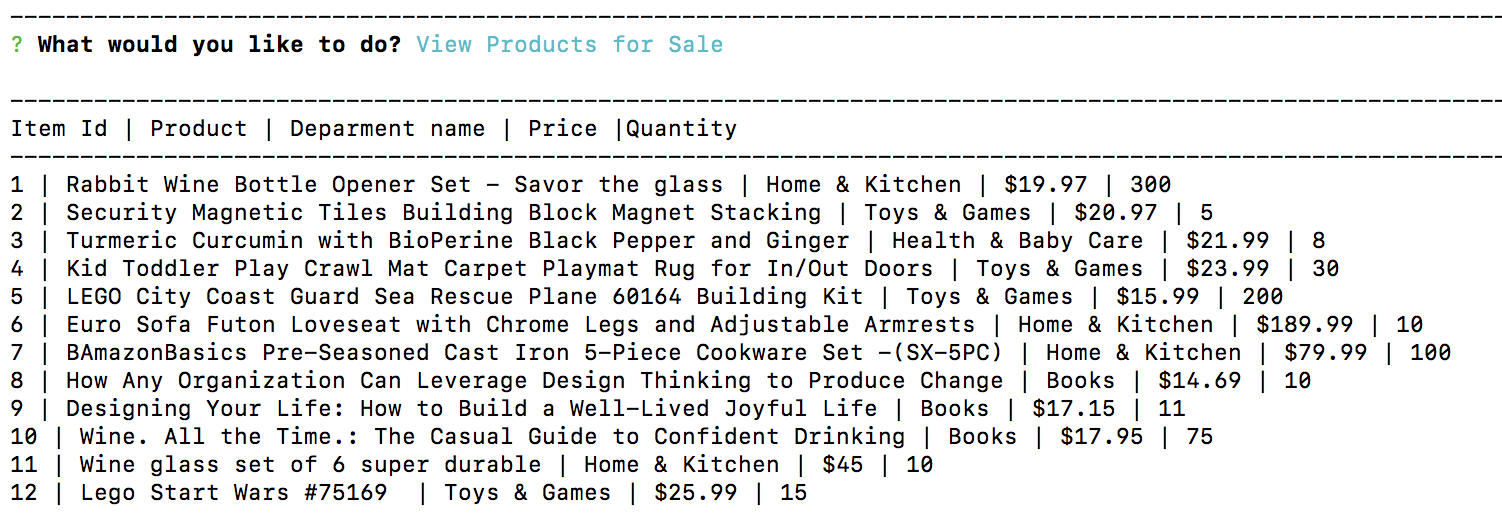 ? What would you like to do? View Products for Sale
Item Id | Product | Deparment name | Price |Quantity
1 | Rabbit Wine Bottle Opener Set – Savor the glass | Home & Kitchen | $19.97 | 300
2 | Security Magnetic Tiles Building Block Magnet Stacking | Toys & Games | $20.97 | 5
3 | Turmeric Curcumin with BioPerine Black Pepper and Ginger | Health & Baby Care | $21.99 | 8
4 | Kid Toddler Play Crawl Mat Carpet Playmat Rug for In/Out Doors | Toys & Games | $23.99 | 30
5 | LEGO City Coast Guard Sea Rescue Plane 60164 Building Kit | Toys & Games | $15.99 | 200
6 | Euro Sofa Futon Loveseat with Chrome Legs and Adjustable Armrests | Home & Kitchen | $189.99 | 10
7 | BAmazonBasics Pre-Seasoned Cast Iron 5-Piece Cookware Set -(SX-5PC) | Home & Kitchen | $79.99 | 100
8 | How Any Organization Can Leverage Design Thinking to Produce Change | Books | $14.69 | 10
9 | Designing Your Life: How to Build a Well-Lived Joyful Life | Books | $17.15 | 11
10 | Wine. All the Time.: The Casual Guide to Confident Drinking | Books | $17.95 | 75
11 | Wine glass set of 6 super durable | Home & Kitchen | $45 | 10
12 | Lego Start Wars #75169  | Toys & Games | $25.99 | 15